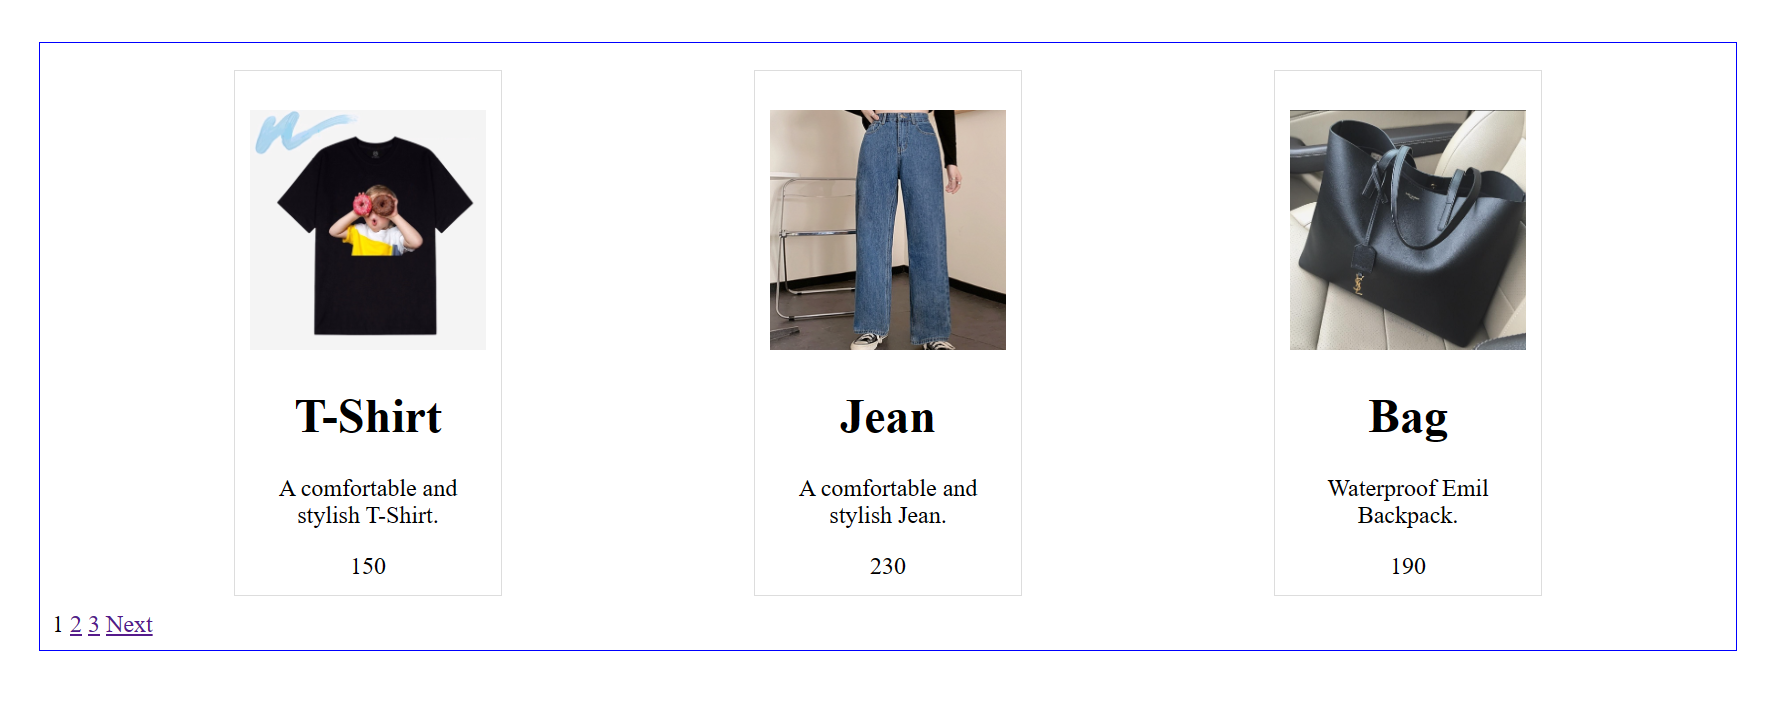 T-Shirt
A comfortable and
stylish T-Shirt.
150
Jean
A comfortable and
stylish Jean.
230
Bag
Waterproof Emil
Backpack.
190
1 2 3 Next